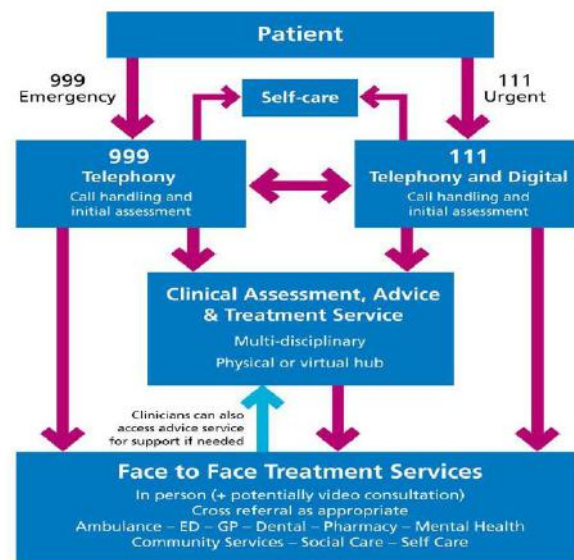 Patient
999
Emergency
111
Urgent
Self-care
999
Telephony
Call handling and
initial assessment
111
Telephony and Digital
Call handling and
initial assessment
Clinical Assessment, Advice
& Treatment Service
Multi-disciplinary
Physical or virtual hub
Clinicians can also
access advice service
for support if needed
Face to Face Treatment Services
In person (+ potentially video consultation)
Cross referral as appropriate
Ambulance – ED – GP – Dental – Pharmacy – Mental Health
Community Services – Social Care – Self Care